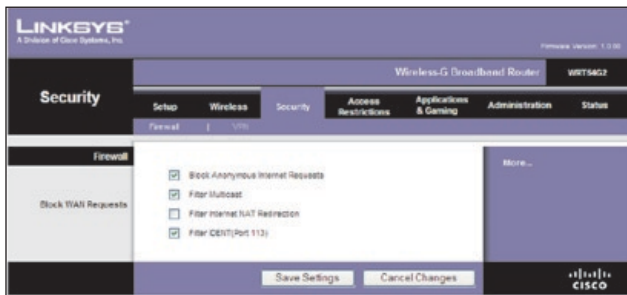 LINKSYS®
A Division of Cisco Systems, Inc.
Firmware Version: 1.0.00
Wireless-G Broadband Router WRT54G2
Security
Setup Wireless Security Access Restrictions Applications & Gaming Administration Status
Firewall | VPN
Firewall
More...
Block WAN Requests
Block Anonymous Internet Requests
Filter Multicast
Filter Internet NAT Redirection
Filter IDENT(Port 113)
Save Settings Cancel Changes
CISCO